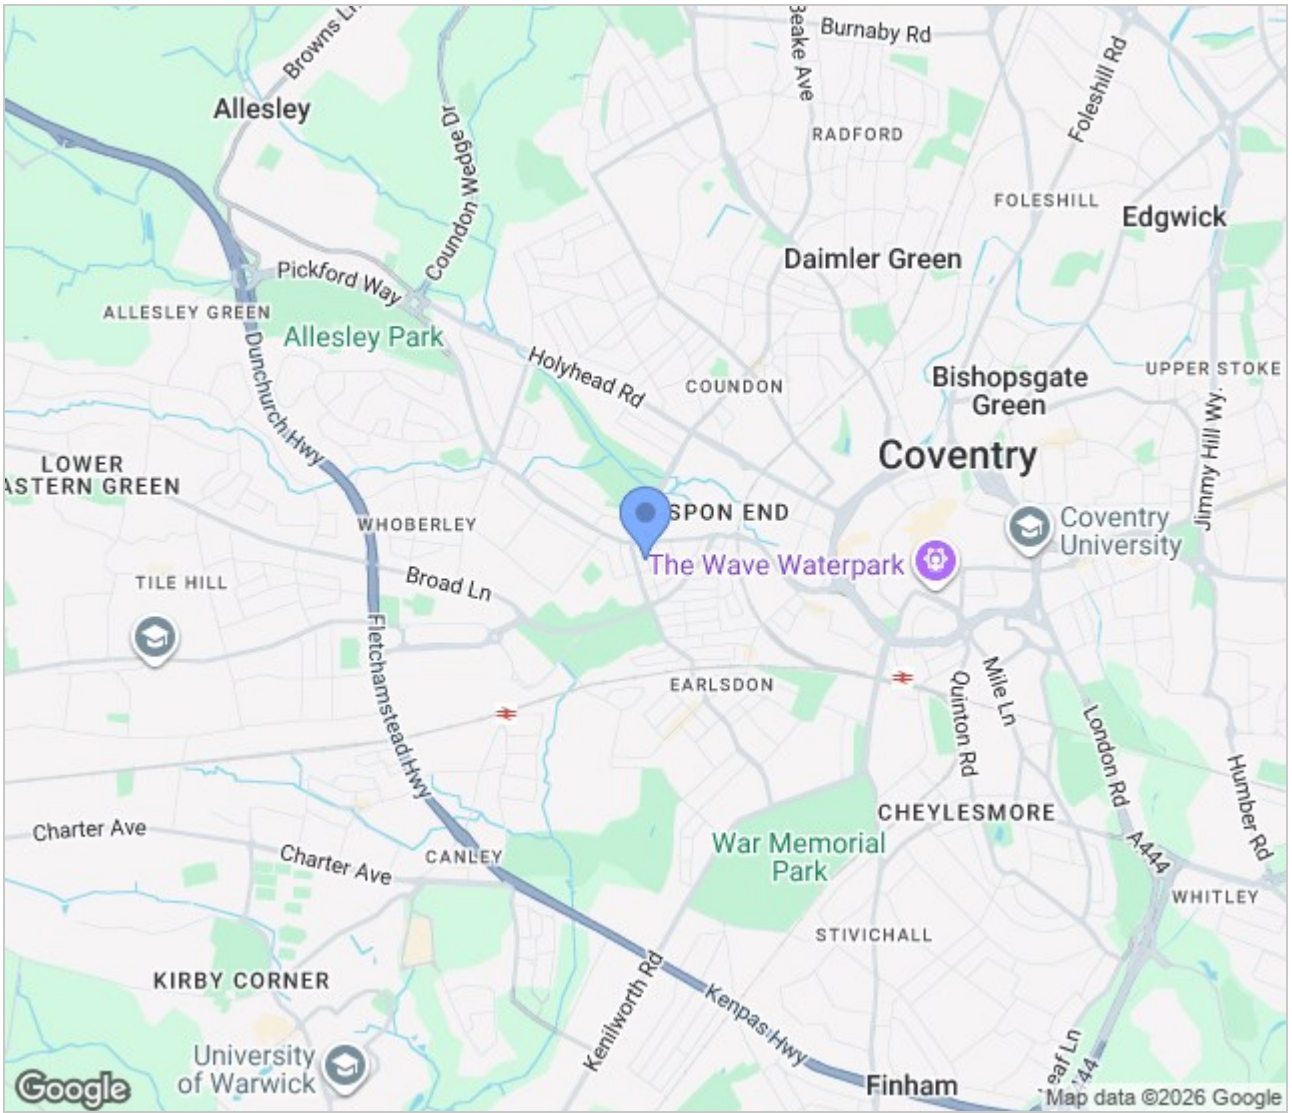 Burnaby Rd
Beake Ave
Browns Ln
Foleshill Rd
Allesley
Coundon Wedge Dr
RADFORD
FOLESHILL
Edgwick
Daimler Green
Pickford Way
ALLESLEY GREEN
Allesley Park
Dunchurch Hwy
Holyhead Rd
COUNDON
UPPER STOKE
Bishopsgate
Green
Jimmy Hill Wy.
Coventry
LOWER
ASTERN GREEN
SPON END
WHOBERLEY
Coventry
University
The Wave Waterpark
TILE HILL
Broad Ln
Fletchamstead Hwy
EARLSDON
Mile Ln
Quinton Rd
London Rd
Humber Rd
CHEYLESMORE
Charter Ave
War Memorial
Park
A444
Charter Ave
CANLEY
WHITLEY
STIVICHALL
KIRBY CORNER
Kenilworth Rd
Kenpas Hwy
University
of Warwick
Finham
eaf Ln
44
Google
Map data ©2026 Google